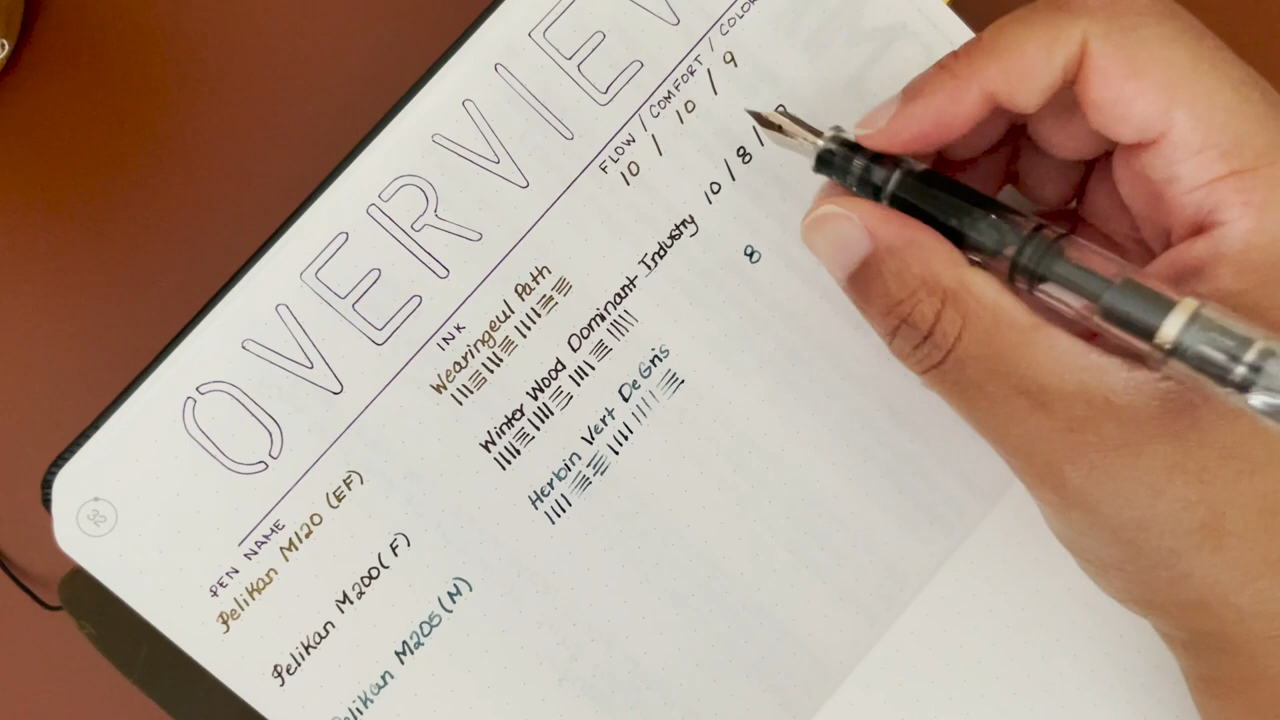 OVERVIEW
PEN NAME INK FLOW / COMFORT / COLOR
Pelikan M120 (EF) Wearingeul Path 10 / 10 / 9
Pelikan M200 (F) Winter Wood Dominant Industry 10 / 8 /
Pelikan M205 (M) Herbin Vert De Gris 8
32